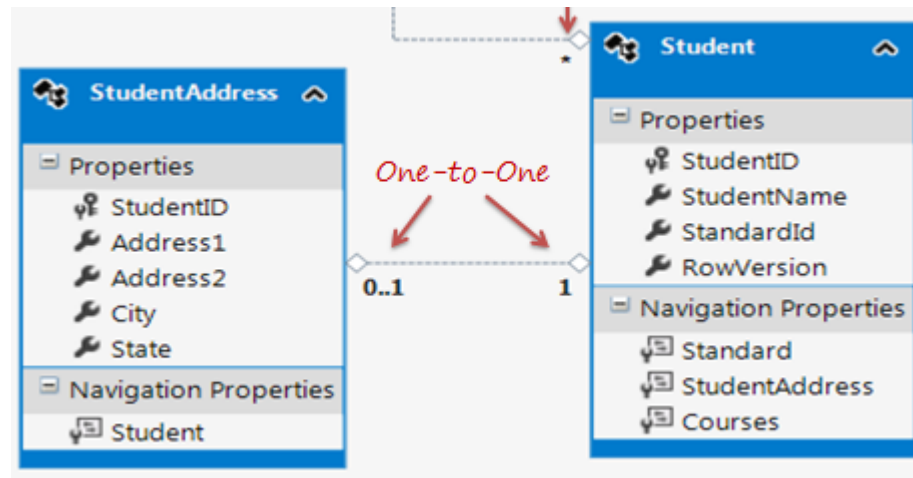 *
Student
Properties
StudentID
StudentName
StandardId
RowVersion
Navigation Properties
Standard
StudentAddress
Courses
StudentAddress
Properties
StudentID
Address1
Address2
City
State
Navigation Properties
Student
One-to-One
0..1
1